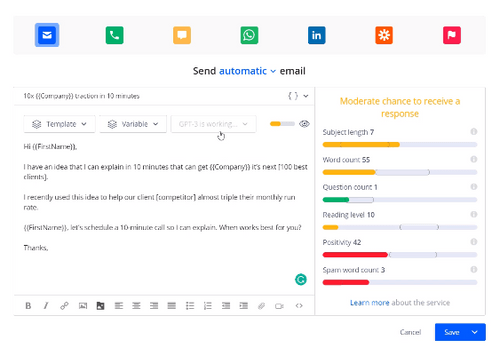 Send automatic email
10x {{Company}} traction in 10 minutes
{ }
Template
Variable
GPT-3 is working...
Hi {{FirstName}},
I have an idea that I can explain in 10 minutes that can get {{Company}} it's next [100 best
clients].
I recently used this idea to help our client [competitor] almost triple their monthly run
rate.
{{FirstName}}, let's schedule a 10 minute call so I can explain. When works best for you?
Thanks,
Moderate chance to receive a
response
Subject length 7
Word count 55
Question count 1
Reading level 10
Positivity 42
Spam word count 3
Learn more about the service
Cancel
Save